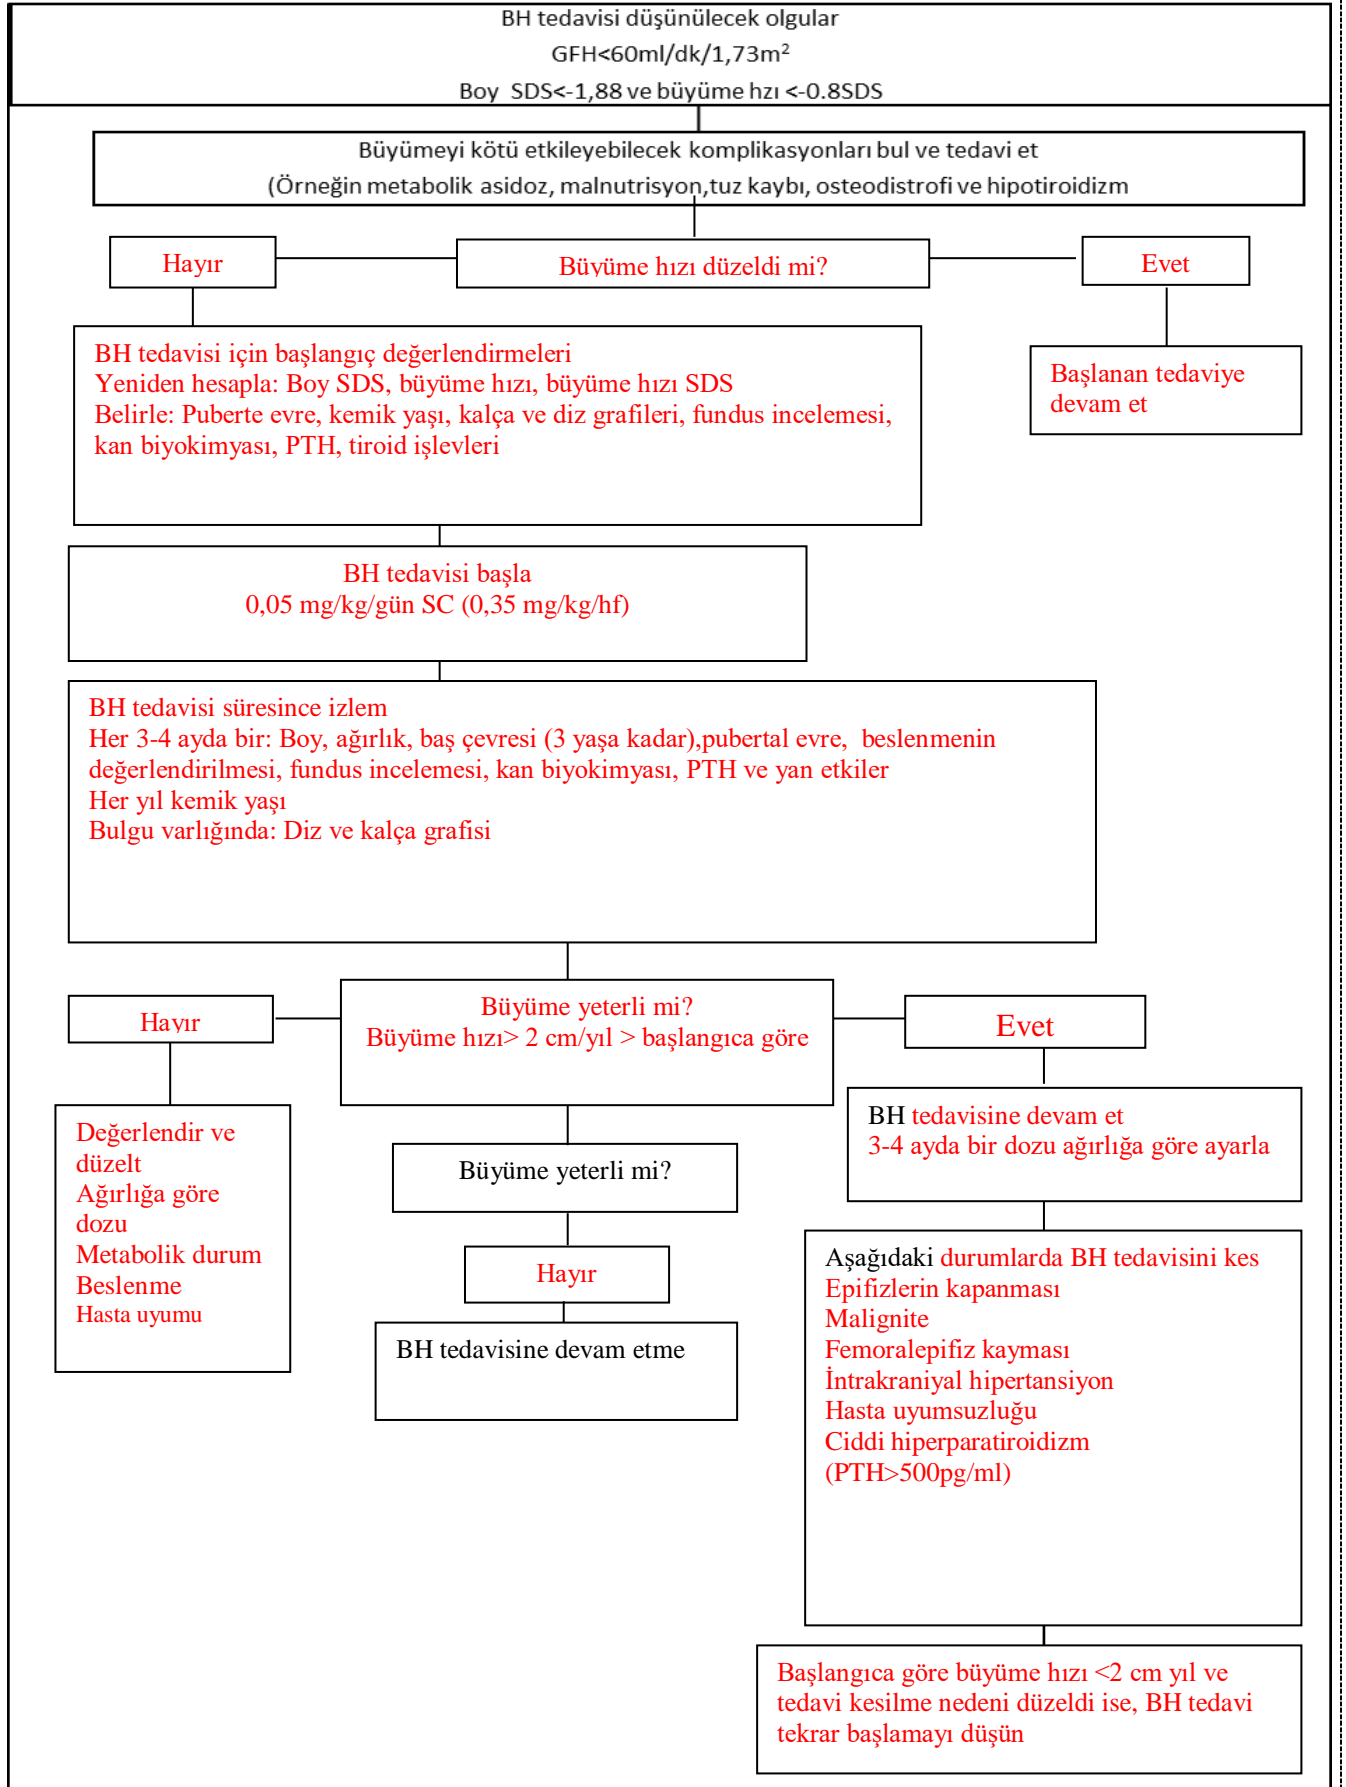 BH tedavisi düşünülecek olgular
GFH<60ml/dk/1,73m²
Boy SDS<-1,88 ve büyüme hzı <-0.8SDS
Büyümeyi kötü etkileyebilecek komplikasyonları bul ve tedavi et
(Örneğin metabolik asidoz, malnutrisyon,tuz kaybı, osteodistrofi ve hipotiroidizm
Hayır
Büyüme hızı düzeldi mi?
Evet
BH tedavisi için başlangıç değerlendirmeleri
Yeniden hesapla: Boy SDS, büyüme hızı, büyüme hızı SDS
Belirle: Puberte evre, kemik yaşı, kalça ve diz grafileri, fundus incelemesi,
kan biyokimyası, PTH, tiroid işlevleri
Başlanan tedaviye
devam et
BH tedavisi başla
0,05 mg/kg/gün SC (0,35 mg/kg/hf)
BH tedavisi süresince izlem
Her 3-4 ayda bir: Boy, ağırlık, baş çevresi (3 yaşa kadar),pubertal evre, beslenmenin
değerlendirilmesi, fundus incelemesi, kan biyokimyası, PTH ve yan etkiler
Her yıl kemik yaşı
Bulgu varlığında: Diz ve kalça grafisi
Hayır
Büyüme yeterli mi?
Büyüme hızı> 2 cm/yıl > başlangıca göre
Evet
Değerlendir ve
düzelt
Ağırlığa göre
dozu
Metabolik durum
Beslenme
Hasta uyumu
Büyüme yeterli mi?
Hayır
BH tedavisine devam etme
BH tedavisine devam et
3-4 ayda bir dozu ağırlığa göre ayarla
Aşağıdaki durumlarda BH tedavisini kes
Epifizlerin kapanması
Malignite
Femoralepifiz kayması
İntrakraniyal hipertansiyon
Hasta uyumsuzluğu
Ciddi hiperparatiroidizm
(PTH>500pg/ml)
Başlangıca göre büyüme hızı <2 cm yıl ve
tedavi kesilme nedeni düzeldi ise, BH tedavi
tekrar başlamayı düşün